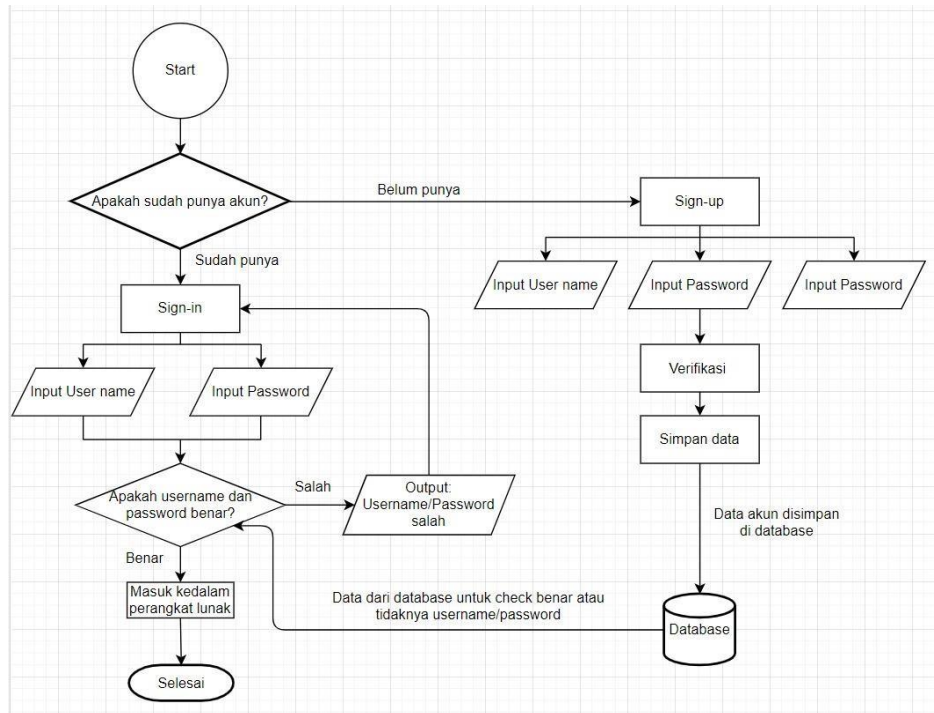 Start
Apakah sudah punya akun?
Belum punya
Sign-up
Input User name
Input Password
Input Password
Sudah punya
Sign-in
Input User name
Input Password
Verifikasi
Simpan data
Apakah username dan
password benar?
Salah
Output:
Username/Password
salah
Data akun disimpan
di database
Benar
Masuk kedalam
perangkat lunak
Data dari database untuk check benar atau
tidaknya username/password
Database
Selesai